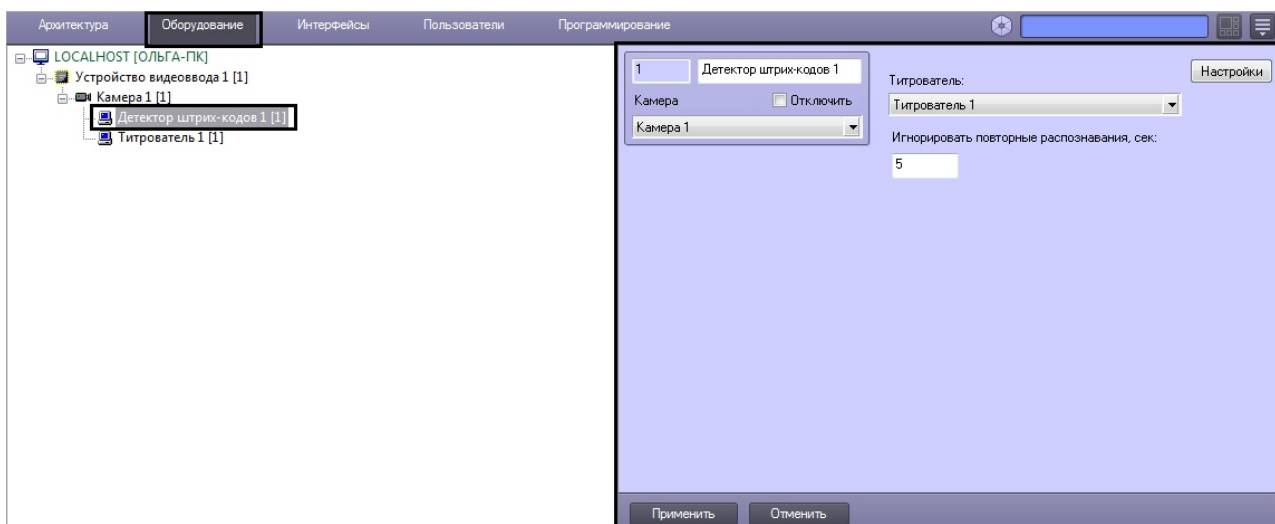 Архитектура Оборудование Интерфейсы Пользователи Программирование
LOCALHOST [ОЛЬГА-ПК]
Устройство видеоввода 1 [1]
Камера 1 [1]
Детектор штрих-кодов 1 [1]
Титрователь 1 [1]
1 Детектор штрих-кодов 1
Камера Отключить
Камера 1
Титрователь:
Настройки
Титрователь 1
Игнорировать повторные распознавания, сек:
5
Применить Отменить